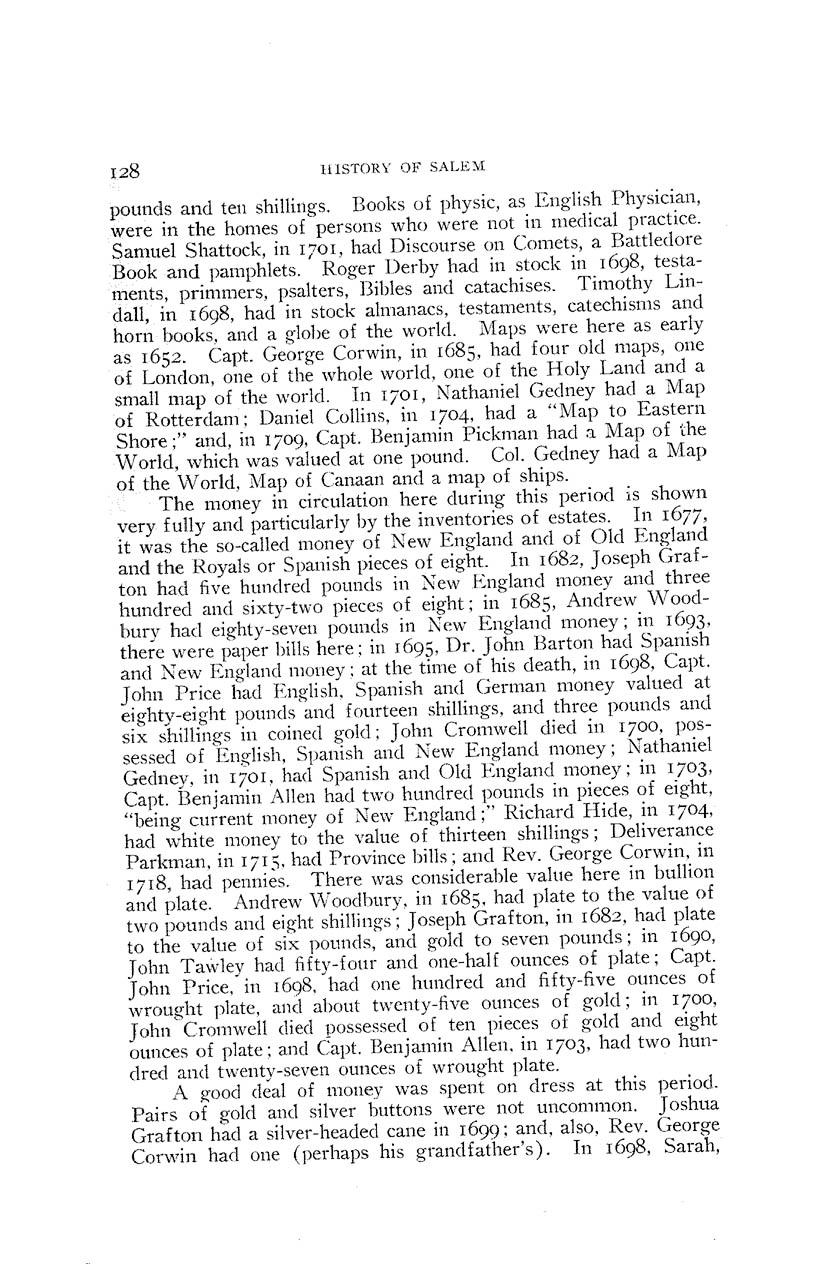 128 HISTORY OF SALEM
pounds and ten shillings. Books of physic, as English Physician,
were in the homes of persons who were not in medical practice.
Samuel Shattock, in 1701, had Discourse on Comets, a Battledore
Book and pamphlets. Roger Derby had in stock in 1698, testa-
ments, primmers, psalters, Bibles and catachises. Timothy Lin-
dall, in 1698, had in stock almanacs, testaments, catechisms and
horn books, and a globe of the world. Maps were here as early
as 1652. Capt. George Corwin, in 1685, had four old maps, one
of London, one of the whole world, one of the Holy Land and a
small map of the world. In 1701, Nathaniel Gedney had a Map
of Rotterdam; Daniel Collins, in 1704, had a “Map to Eastern
Shore;” and, in 1709, Capt. Benjamin Pickman had a Map of the
World, which was valued at one pound. Col. Gedney had a Map
of the World, Map of Canaan and a map of ships.
The money in circulation here during this period is shown
very fully and particularly by the inventories of estates. In 1677,
it was the so-called money of New England and of Old England
and the Royals or Spanish pieces of eight. In 1682, Joseph Graf-
ton had five hundred pounds in New England money and three
hundred and sixty-two pieces of eight; in 1685, Andrew Wood-
bury had eighty-seven pounds in New England money; in 1693,
there were paper bills here; in 1695, Dr. John Barton had Spanish
and New England money; at the time of his death, in 1698, Capt.
John Price had English, Spanish and German money valued at
eighty-eight pounds and fourteen shillings, and three pounds and
six shillings in coined gold; John Cromwell died in 1700, pos-
sessed of English, Spanish and New England money; Nathaniel
Gedney, in 1701, had Spanish and Old England money; in 1703,
Capt. Benjamin Allen had two hundred pounds in pieces of eight,
“being current money of New England;” Richard Hide, in 1704,
had white money to the value of thirteen shillings; Deliverance
Parkman, in 1715, had Province bills; and Rev. George Corwin, in
1718, had pennies. There was considerable value here in bullion
and plate. Andrew Woodbury, in 1685, had plate to the value of
two pounds and eight shillings; Joseph Grafton, in 1682, had plate
to the value of six pounds, and gold to seven pounds; in 1690,
John Tawley had fifty-four and one-half ounces of plate; Capt.
John Price, in 1698, had one hundred and fifty-five ounces of
wrought plate, and about twenty-five ounces of gold; in 1700,
John Cromwell died possessed of ten pieces of gold and eight
ounces of plate; and Capt. Benjamin Allen, in 1703, had two hun-
dred and twenty-seven ounces of wrought plate.
A good deal of money was spent on dress at this period.
Pairs of gold and silver buttons were not uncommon. Joshua
Grafton had a silver-headed cane in 1699; and, also, Rev. George
Corwin had one (perhaps his grandfather’s). In 1698, Sarah,